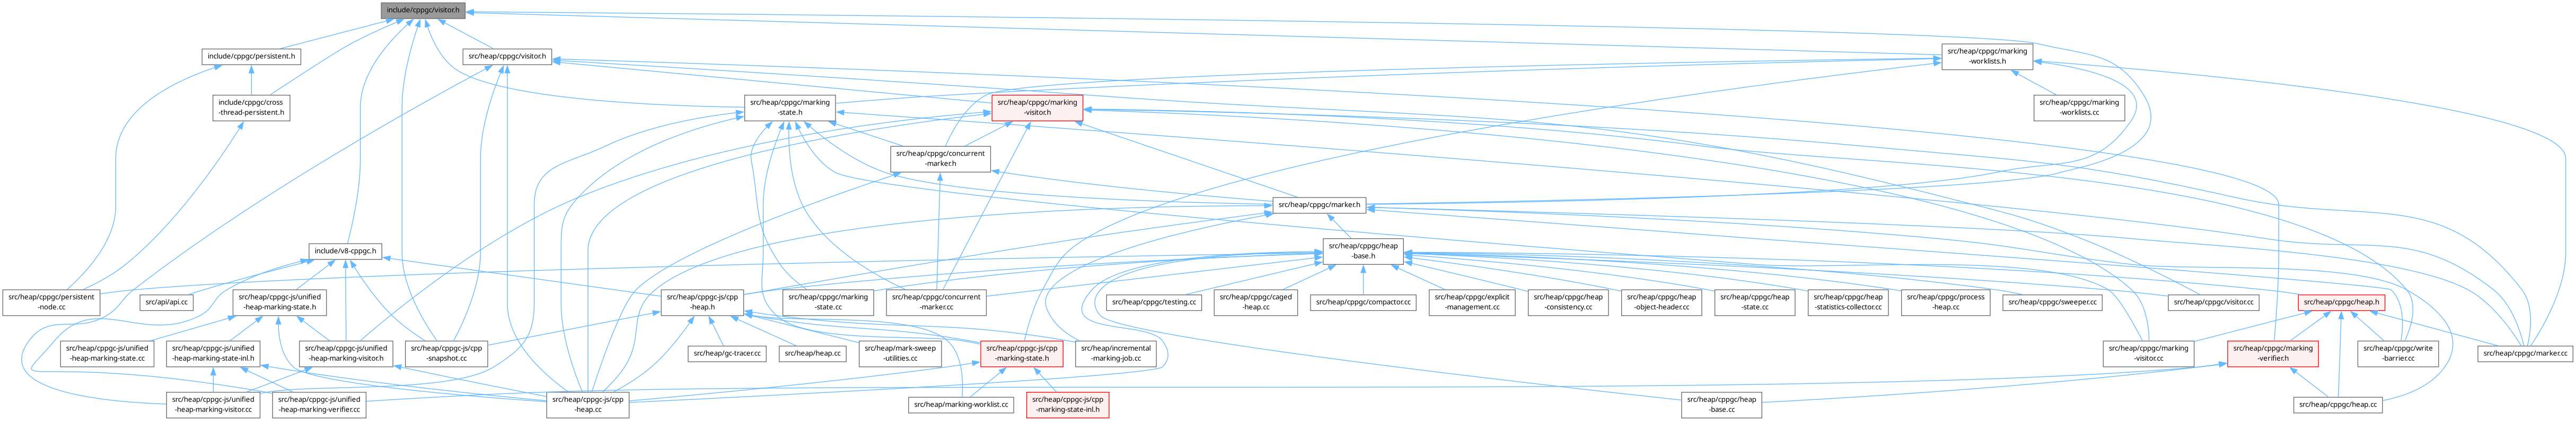 include/cppgc/visitor.h
include/cppgc/persistent.h
src/heap/cppgc/visitor.h
src/heap/cppgc/marking
-worklists.h
include/cppgc/cross
-thread-persistent.h
src/heap/cppgc/marking
-state.h
src/heap/cppgc/marking
-visitor.h
src/heap/cppgc/marking
-worklists.cc
src/heap/cppgc/concurrent
-marker.h
src/heap/cppgc/marker.h
include/v8-cppgc.h
src/heap/cppgc/heap
-base.h
src/heap/cppgc/persistent
-node.cc
src/api/api.cc
src/heap/cppgc-js/unified
-heap-marking-state.h
src/heap/cppgc-js/cpp
-heap.h
src/heap/cppgc/marking
-state.cc
src/heap/cppgc/concurrent
-marker.cc
src/heap/cppgc/testing.cc
src/heap/cppgc/caged
-heap.cc
src/heap/cppgc/compactor.cc
src/heap/cppgc/explicit
-management.cc
src/heap/cppgc/heap
-consistency.cc
src/heap/cppgc/heap
-object-header.cc
src/heap/cppgc/heap
-state.cc
src/heap/cppgc/heap
-statistics-collector.cc
src/heap/cppgc/process
-heap.cc
src/heap/cppgc/sweeper.cc
src/heap/cppgc/visitor.cc
src/heap/cppgc/heap.h
src/heap/cppgc-js/unified
-heap-marking-state.cc
src/heap/cppgc-js/unified
-heap-marking-state-inl.h
src/heap/cppgc-js/unified
-heap-marking-visitor.h
src/heap/cppgc-js/cpp
-snapshot.cc
src/heap/gc-tracer.cc
src/heap/heap.cc
src/heap/mark-sweep
-utilities.cc
src/heap/cppgc-js/cpp
-marking-state.h
src/heap/incremental
-marking-job.cc
src/heap/cppgc/marking
-visitor.cc
src/heap/cppgc/marking
-verifier.h
src/heap/cppgc/write
-barrier.cc
src/heap/cppgc/marker.cc
src/heap/cppgc-js/unified
-heap-marking-visitor.cc
src/heap/cppgc-js/unified
-heap-marking-verifier.cc
src/heap/cppgc-js/cpp
-heap.cc
src/heap/marking-worklist.cc
src/heap/cppgc-js/cpp
-marking-state-inl.h
src/heap/cppgc/heap
-base.cc
src/heap/cppgc/heap.cc